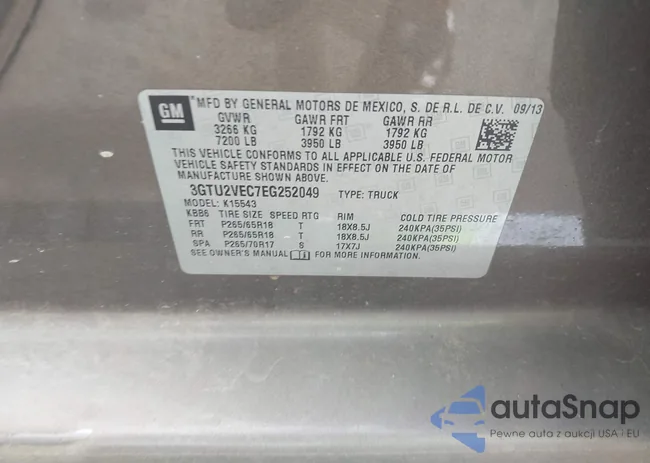 GM
*MFD BY GENERAL MOTORS DE MEXICO, S. DE R.L. DE C.V. 09/13
GVWR GAWR FRT GAWR RR
3266 KG 1792 KG 1792 KG
7200 LB 3950 LB 3950 LB
THIS VEHICLE CONFORMS TO ALL APPLICABLE U.S. FEDERAL MOTOR
VEHICLE SAFETY STANDARDS IN EFFECT ON THE DATE OF
MANUFACTURE SHOWN ABOVE.
3GTU2VEC7EG252049 TYPE: TRUCK
MODEL: K15543
KBB6 TIRE SIZE SPEED RTG RIM COLD TIRE PRESSURE
FRT P265/65R18 T 18X8.5J 240KPA(35PSI)
RR P265/65R18 T 18X8.5J 240KPA(35PSI)
SPA P265/70R17 S 17X7J 240KPA(35PSI)
SEE OWNER'S MANUAL FOR MORE INFORMATION.
autaSnap
Pewne auta z aukcji USA i EU